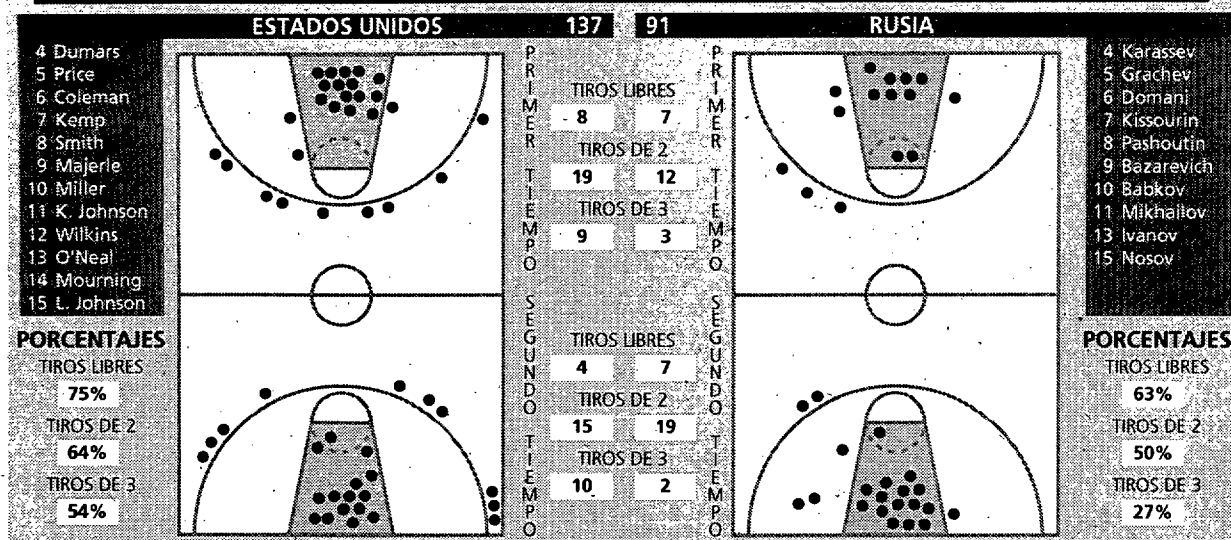 ESTADOS UNIDOS 137 91 RUSIA
4 Dumars
5 Price
6 Coleman
7 Kemp
8 Smith
9 Majerle
10 Miller
11 K. Johnson
12 Wilkins
13 O'Neal
14 Mourning
15 L. Johnson
PORCENTAJES
TIROS LIBRES
75%
TIROS DE 2
64%
TIROS DE 3
54%
PRIMER TIEMPO
SEGUNDO TIEMPO
TIROS LIBRES
8 7
TIROS DE 2
19 12
TIROS DE 3
9 3
TIROS LIBRES
4 7
TIROS DE 2
15 19
TIROS DE 3
10 2
PRIMER TIEMPO
SEGUNDO TIEMPO
4 Karassev
5 Grachev
6 Domani
7 Kissourin
8 Pashoutin
9 Bazarevich
10 Babkov
11 Mikhailov
13 Ivanov
15 Nosov
PORCENTAJES
TIROS LIBRES
63%
TIROS DE 2
50%
TIROS DE 3
27%